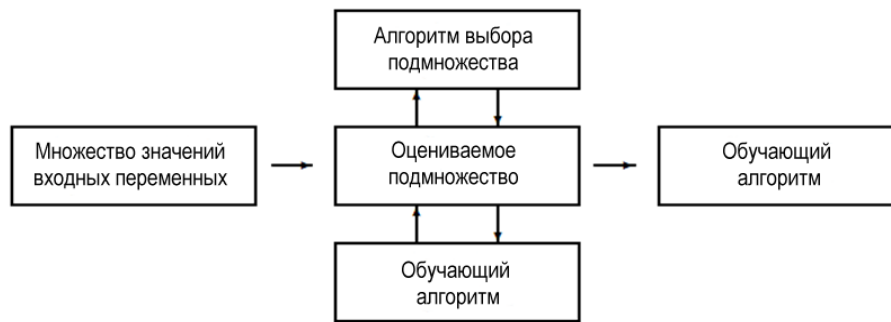 Алгоритм выбора
подмножества
Множество значений
входных переменных
Оцениваемое
подмножество
Обучающий
алгоритм
Обучающий
алгоритм